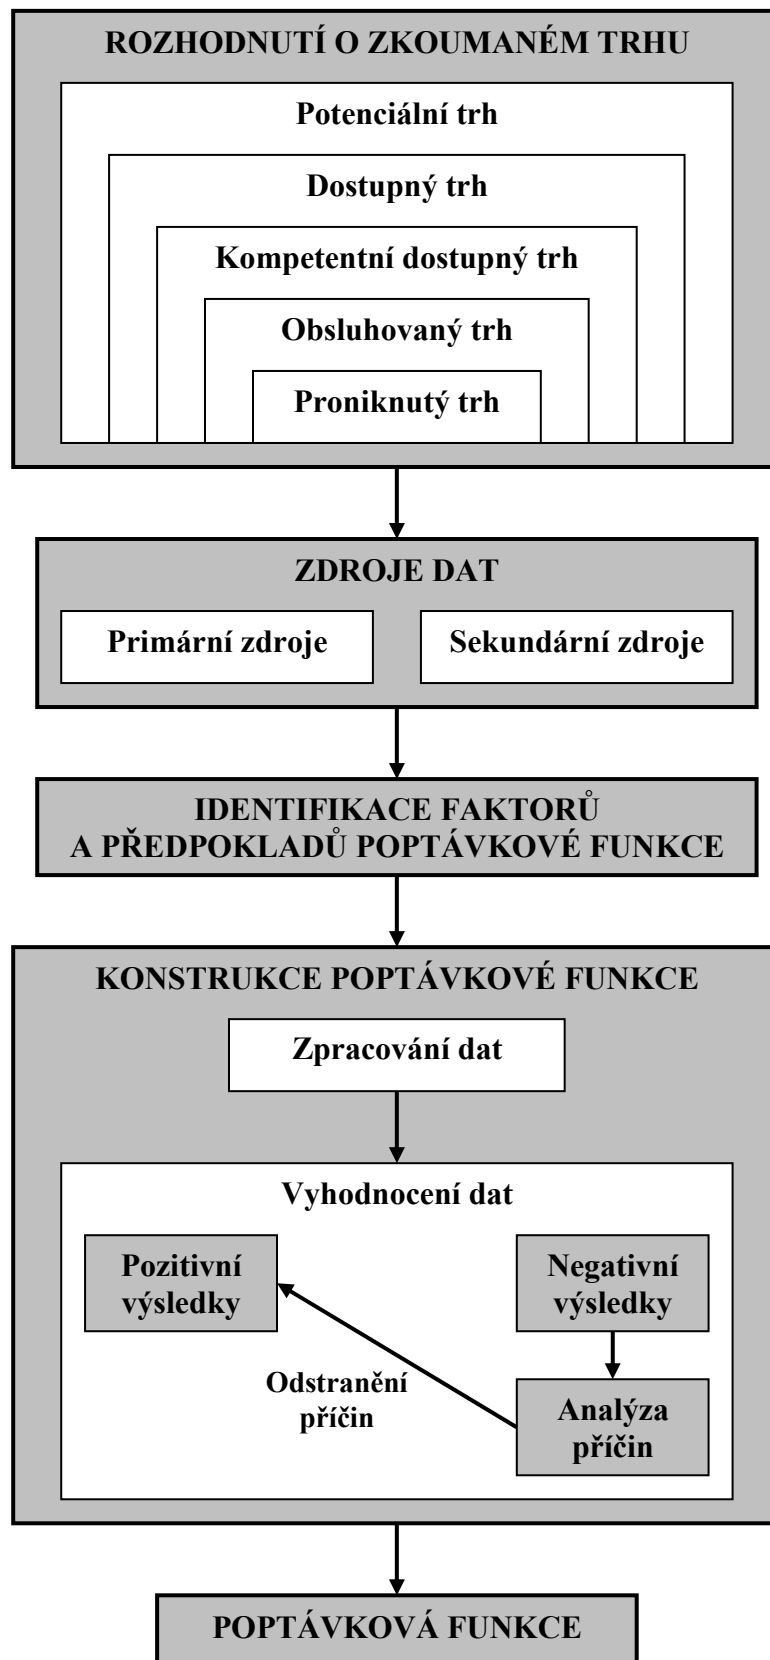 ROZHODNUTÍ O ZKOUMANÉM TRHU
Potenciální trh
Dostupný trh
Kompetentní dostupný trh
Obsluhovaný trh
Proniknutý trh
ZDROJE DAT
Primární zdroje
Sekundární zdroje
IDENTIFIKACE FAKTORŮ
A PŘEDPOKLADŮ POPTÁVKOVÉ FUNKCE
KONSTRUKCE POPTÁVKOVÉ FUNKCE
Zpracování dat
Vyhodnocení dat
Pozitivní
výsledky
Negativní
výsledky
Odstranění
příčin
Analýza
příčin
POPTÁVKOVÁ FUNKCE